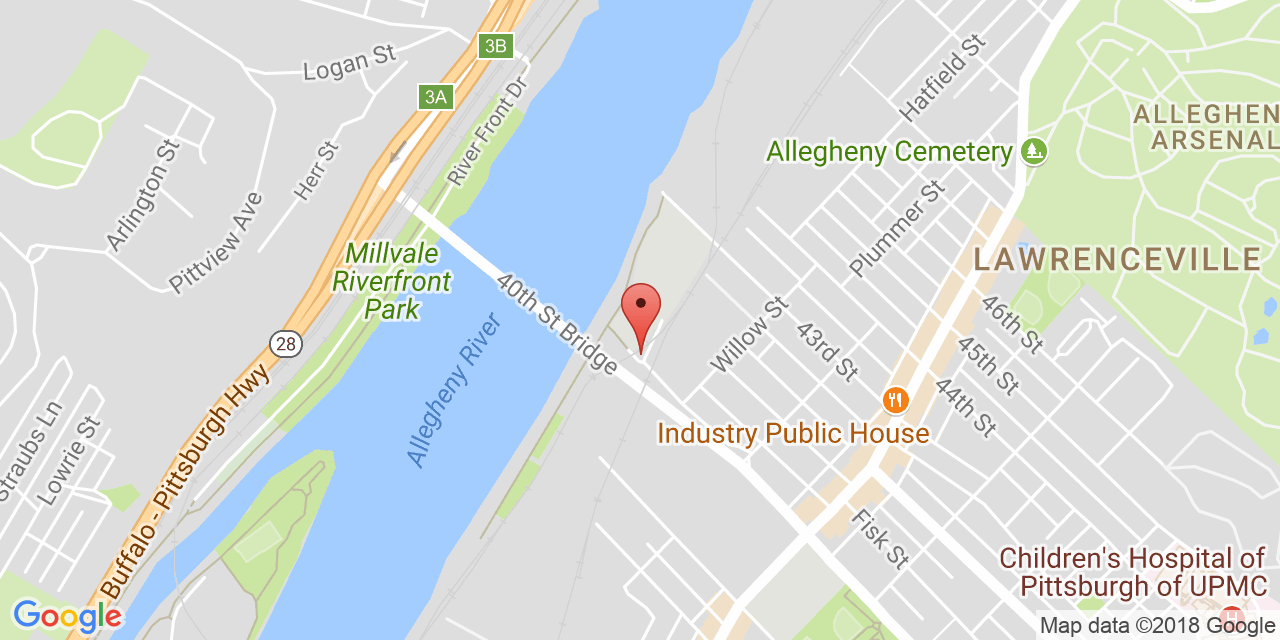 3B
Logan St
3A
River Front Dr
Hatfield St
ALLEGHEN
ARSENAL
Allegheny Cemetery
Herr St
Arlington St
Pittview Ave
Plummer St
Millvale
Riverfront
Park
LAWRENCEVILLE
40th St Bridge
Willow St
46th St
43rd St
45th St
28
Allegheny River
44th St
Buffalo - Pittsburgh Hwy
Straubs Ln
Lowrie St
Industry Public House
Fisk St
Children's Hospital of
Pittsburgh of UPMC
H
Google
Map data ©2018 Google